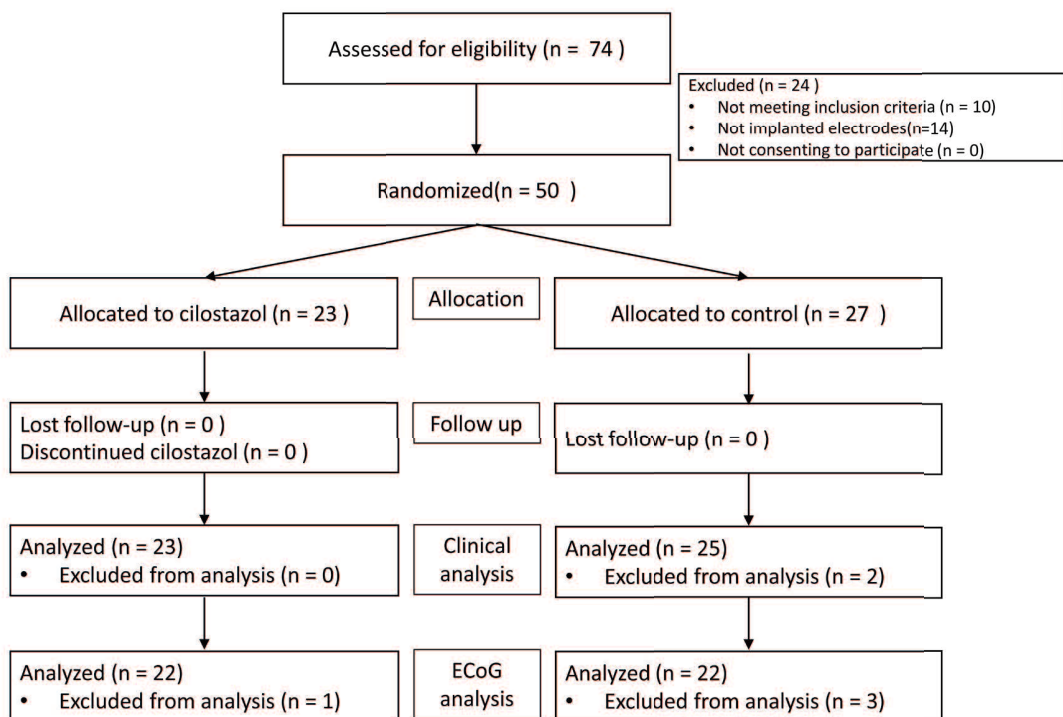 Assessed for eligibility (n = 74 )
Excluded (n = 24 )
• Not meeting inclusion criteria (n = 10)
• Not implanted electrodes(n=14)
• Not consenting to participate (n = 0)
Randomized(n = 50 )
Allocated to cilostazol (n = 23 )
Allocation
Allocated to control (n = 27 )
Lost follow-up (n = 0 )
Discontinued cilostazol (n = 0 )
Follow up
Lost follow-up (n = 0 )
Analyzed (n = 23)
• Excluded from analysis (n = 0)
Clinical
analysis
Analyzed (n = 25)
• Excluded from analysis (n = 2)
Analyzed (n = 22)
• Excluded from analysis (n = 1)
ECoG
analysis
Analyzed (n = 22)
• Excluded from analysis (n = 3)